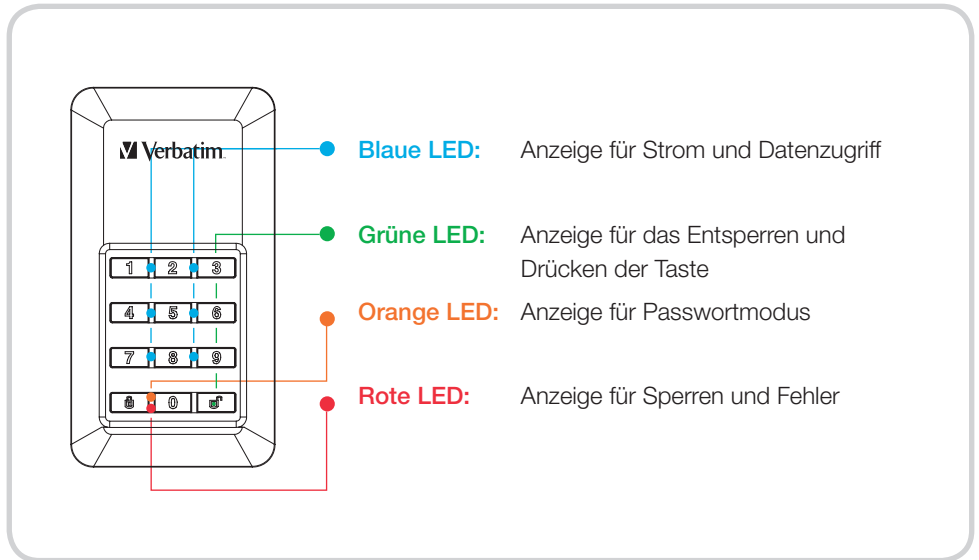 Verbatim
Blaue LED: Anzeige für Strom und Datenzugriff
Grüne LED: Anzeige für das Entsperren und
Drücken der Taste
1 2 3
4 5 6
Orange LED: Anzeige für Passwortmodus
7 8 9
0
Rote LED: Anzeige für Sperren und Fehler